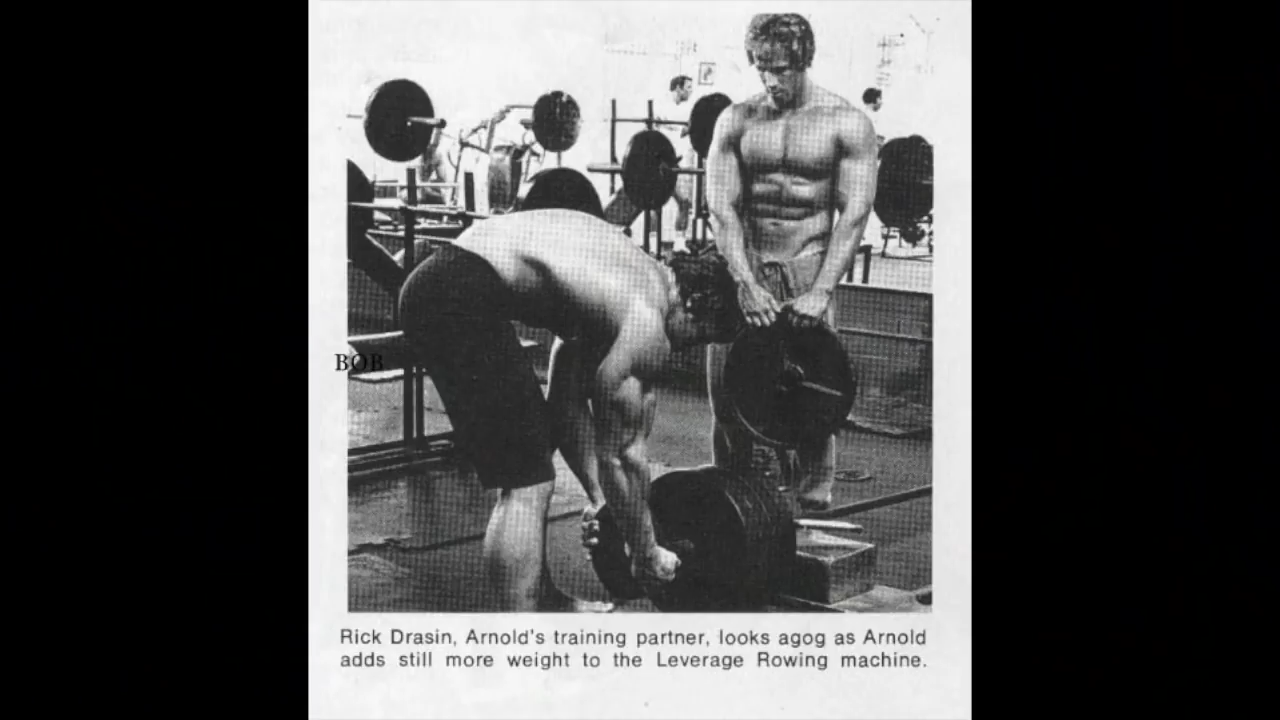 BOB
Rick Drasin, Arnold's training partner, looks agog as Arnold
adds still more weight to the Leverage Rowing machine.